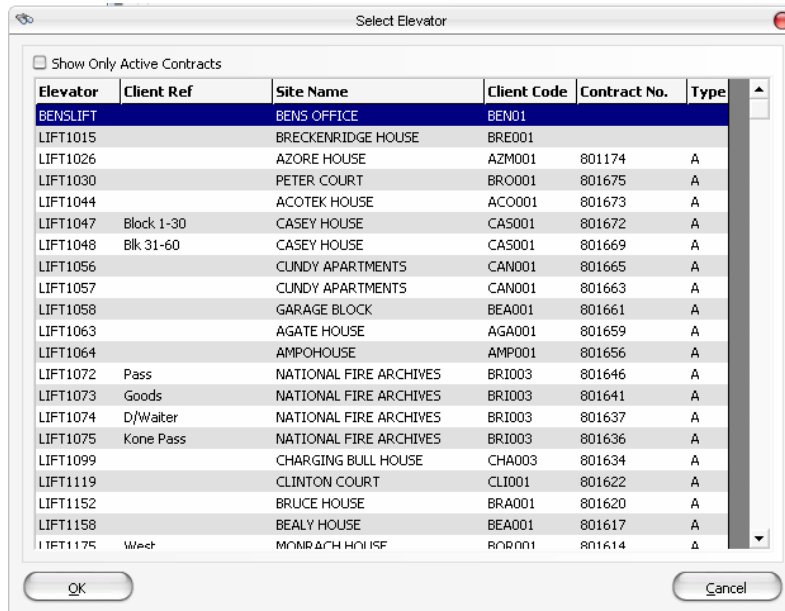 Select Elevator
Show Only Active Contracts
Elevator Client Ref Site Name Client Code Contract No. Type
BENSLIFT BENS OFFICE BEN01
LIFT1015 BRECKENRIDGE HOUSE BRE001
LIFT1026 AZORE HOUSE AZM001 801174 A
LIFT1030 PETER COURT BRO001 801675 A
LIFT1044 ACOTEK HOUSE ACO001 801673 A
LIFT1047 Block 1-30 CASEY HOUSE CAS001 801672 A
LIFT1048 Blk 31-60 CASEY HOUSE CAS001 801669 A
LIFT1056 CUNDY APARTMENTS CAN001 801665 A
LIFT1057 CUNDY APARTMENTS CAN001 801663 A
LIFT1058 GARAGE BLOCK BEA001 801661 A
LIFT1063 AGATE HOUSE AGA001 801659 A
LIFT1064 AMPOHOUSE AMP001 801656 A
LIFT1072 Pass NATIONAL FIRE ARCHIVES BRI003 801646 A
LIFT1073 Goods NATIONAL FIRE ARCHIVES BRI003 801641 A
LIFT1074 D/Waiter NATIONAL FIRE ARCHIVES BRI003 801637 A
LIFT1075 Kone Pass NATIONAL FIRE ARCHIVES BRI003 801636 A
LIFT1099 CHARGING BULL HOUSE CHA003 801634 A
LIFT1119 CLINTON COURT CLI001 801622 A
LIFT1152 BRUCE HOUSE BRA001 801620 A
LIFT1158 BEALY HOUSE BEA001 801617 A
LIFT1175 West MONRACH HOUSE BOR001 801614 A
OK Cancel